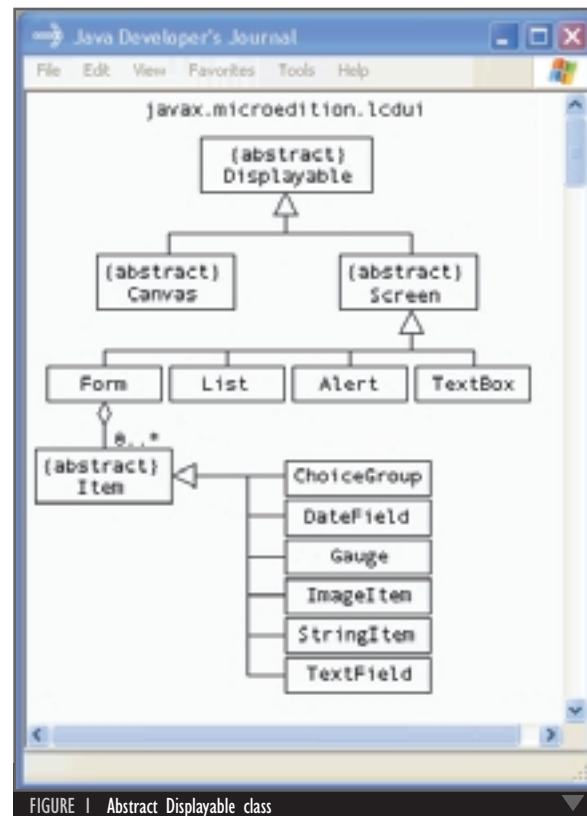 Java Developer's Journal
File Edit View Favorites Tools Help
javax.microedition.lcdui
{abstract}
Displayable
{abstract}
Canvas
{abstract}
Screen
Form List Alert TextBox
0..*
{abstract}
Item
ChoiceGroup
DateField
Gauge
ImageItem
StringItem
TextField
FIGURE 1 Abstract Displayable class